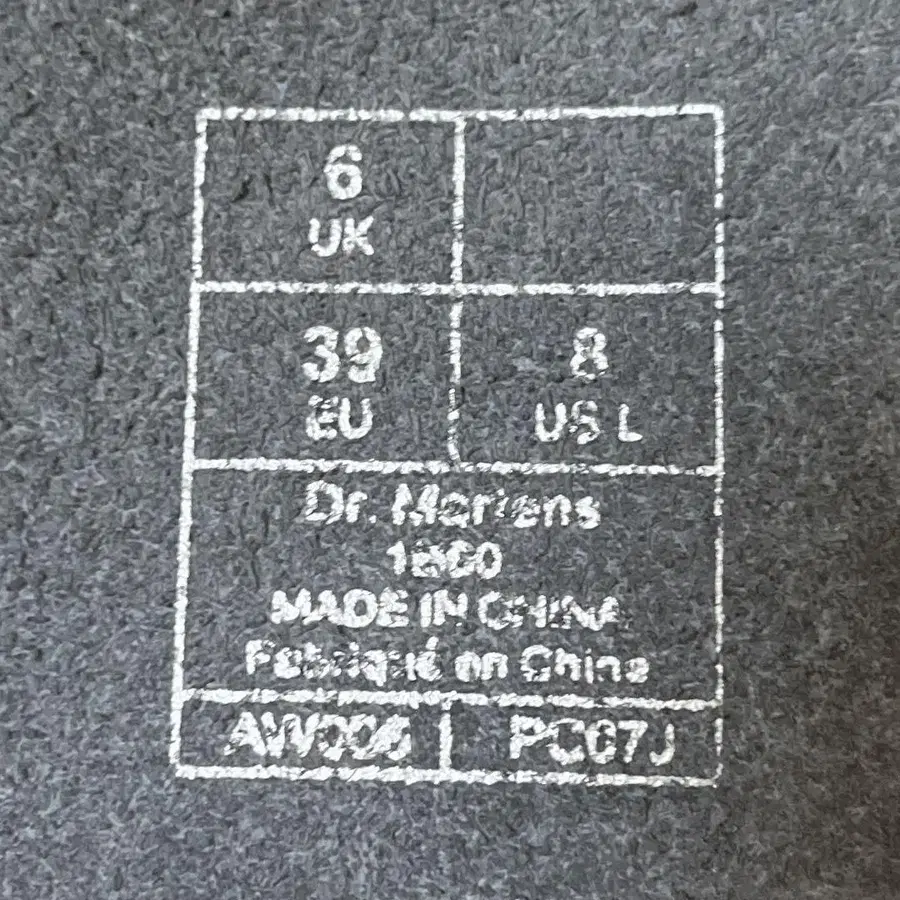 6
UK
39
EU
8
US L
Dr. Martens
1460
MADE IN CHINA
Fabriqué en Chine
AW006
PC07J